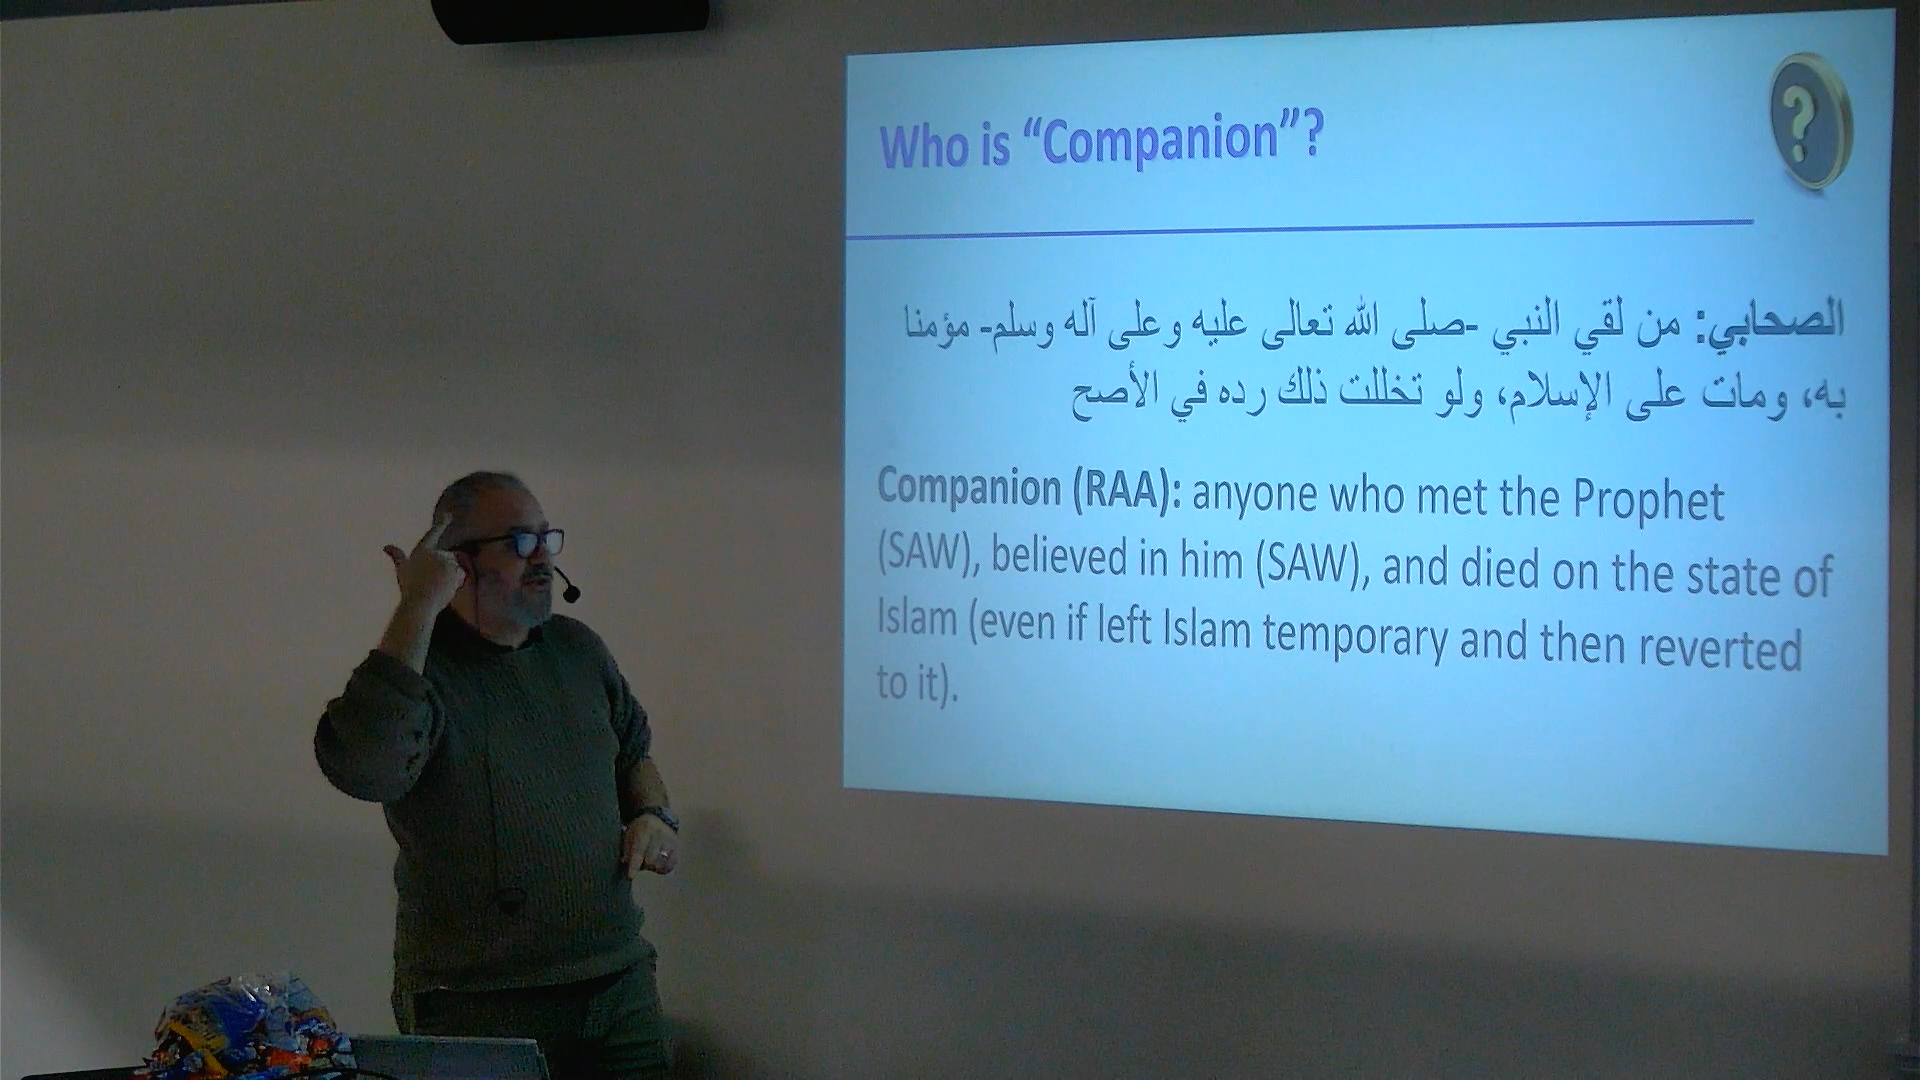 Who is “Companion”?
الصحابي: من لقي النبي -صلى الله تعالى عليه وعلى آله وسلم- مؤمنا
به، ومات على الإسلام، ولو تخللت ذلك رده في الأصح
Companion (RAA): anyone who met the Prophet
(SAW), believed in him (SAW), and died on the state of
Islam (even if left Islam temporary and then reverted
to it).